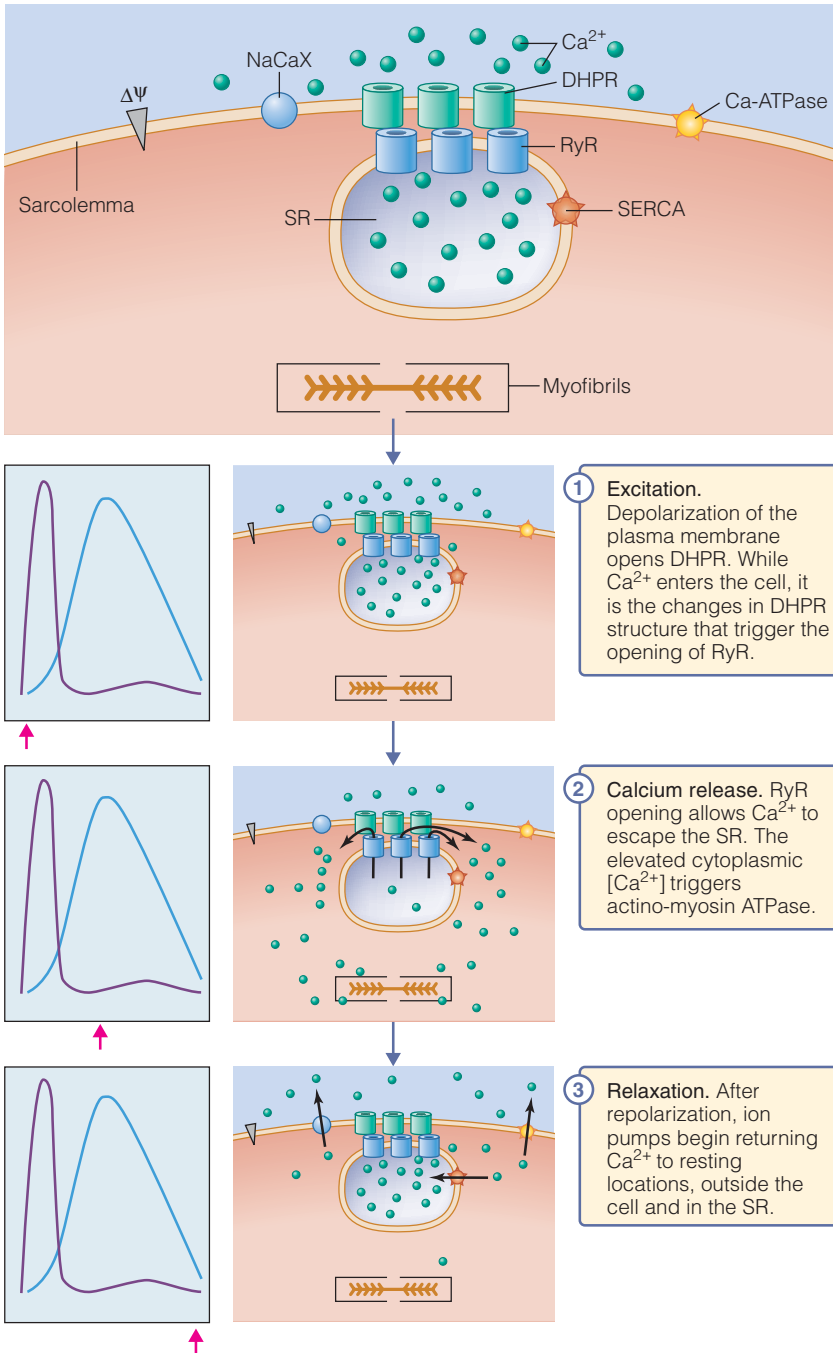 Ca²⁺
NaCaX
DHPR
ΔΨ
Ca-ATPase
RyR
Sarcolemma
SR
SERCA
Myofibrils
1 Excitation.
Depolarization of the
plasma membrane
opens DHPR. While
Ca²⁺ enters the cell, it
is the changes in DHPR
structure that trigger the
opening of RyR.
2 Calcium release. RyR
opening allows Ca²⁺ to
escape the SR. The
elevated cytoplasmic
[Ca²⁺] triggers
actino-myosin ATPase.
3 Relaxation. After
repolarization, ion
pumps begin returning
Ca²⁺ to resting
locations, outside the
cell and in the SR.